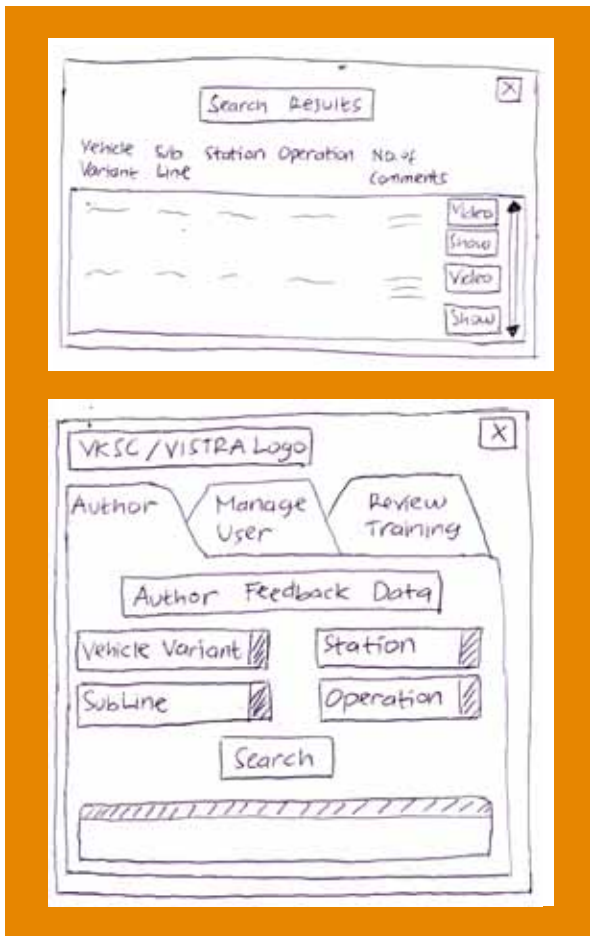 Search Results
X
Vehicle Variant
Sub Line
Station
Operation
No. of Comments
Video
Show
Video
Show
VKSC / VISTRA Logo
X
Author
Manage User
Review Training
Author Feedback Data
Vehicle Variant
Station
SubLine
Operation
Search